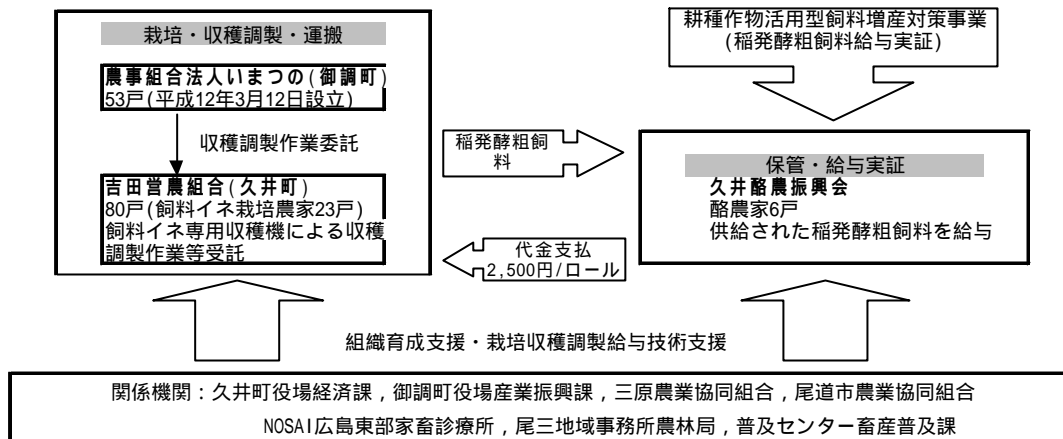 栽培・収穫調製・運搬
農事組合法人いまつの(御調町)
53戸(平成12年3月12日設立)
収穫調製作業委託
吉田営農組合(久井町)
80戸(飼料イネ栽培農家23戸)
飼料イネ専用収穫機による収穫
調製作業等受託
稲発酵粗飼
料
代金支払
2,500円/ロール
耕種作物活用型飼料増産対策事業
(稲発酵粗飼料給与実証)
保管・給与実証
久井酪農振興会
酪農家6戸
供給された稲発酵粗飼料を給与
組織育成支援・栽培収穫調製給与技術支援
関係機関：久井町役場経済課，御調町役場産業振興課，三原農業協同組合，尾道市農業協同組合
NOSAI広島東部家畜診療所，尾三地域事務所農林局，普及センター畜産普及課